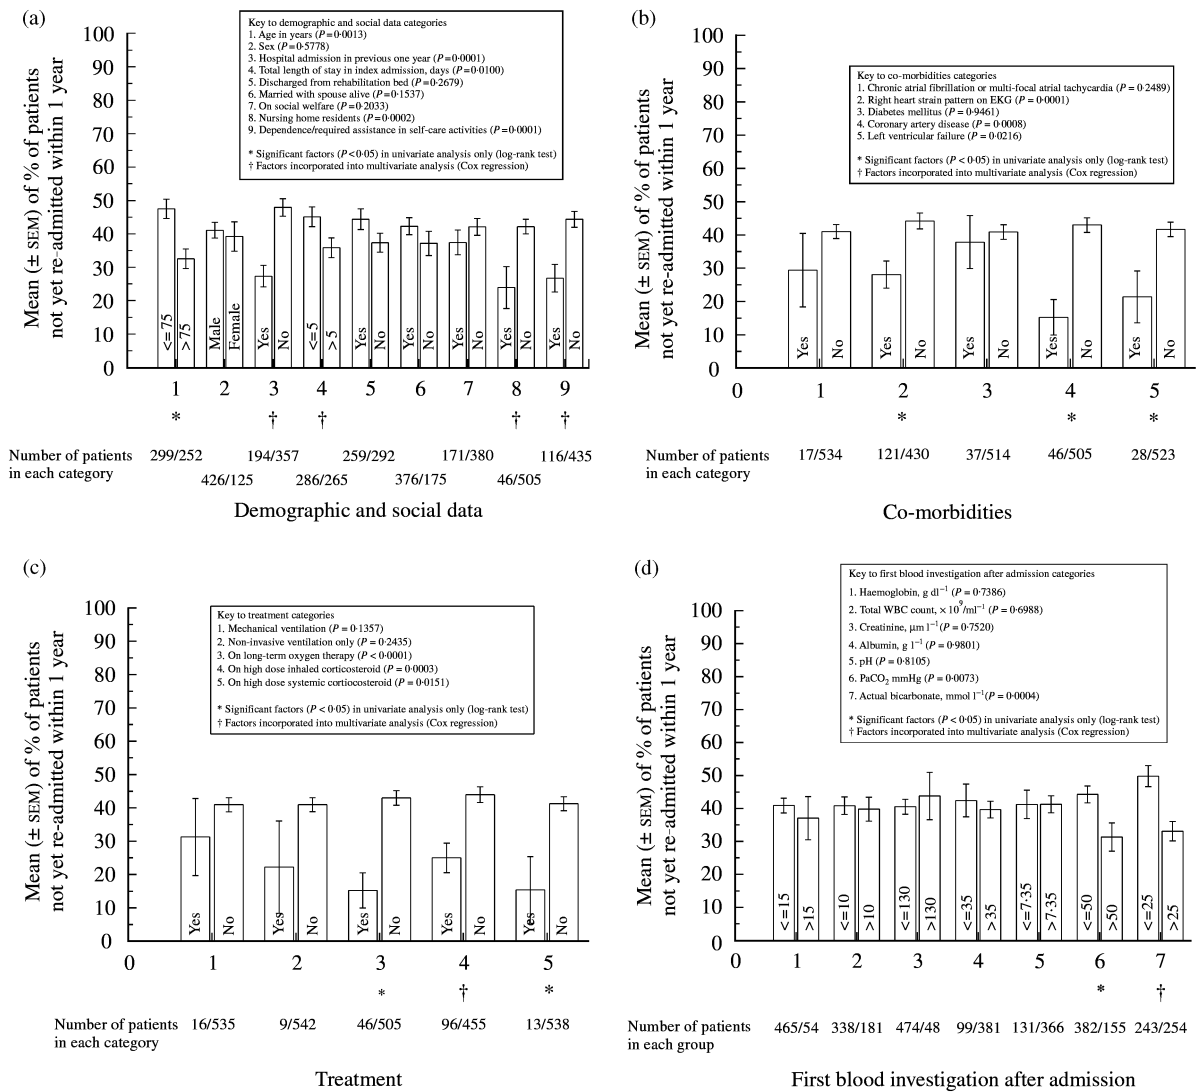 (a)
Mean (± SEM) of % of patients
not yet re-admitted within 1 year
100
90
80
70
60
50
40
30
20
10
0
Key to demographic and social data categories
1. Age in years (P=0·0013)
2. Sex (P=0·5778)
3. Hospital admission in previous one year (P=0·0001)
4. Total length of stay in index admission, days (P=0·0100)
5. Discharged from rehabilitation bed (P=0·2679)
6. Married with spouse alive (P=0·1537)
7. On social welfare (P=0·2033)
8. Nursing home residents (P=0·0002)
9. Dependence/required assistance in self-care activities (P=0·0001)
* Significant factors (P<0·05) in univariate analysis only (log-rank test)
† Factors incorporated into multivariate analysis (Cox regression)
<=75 >75 Male Female Yes No <=5 >5 Yes No Yes No Yes No Yes No Yes No
1 2 3 4 5 6 7 8 9
* † † † †
Number of patients
in each category
299/252 194/357 259/292 171/380 116/435
426/125 286/265 376/175 46/505
Demographic and social data
(b)
Mean (± SEM) of % of patients
not yet re-admitted within 1 year
100
90
80
70
60
50
40
30
20
10
0
Key to co-morbidities categories
1. Chronic atrial fibrillation or multi-focal atrial tachycardia (P = 0·2489)
2. Right heart strain pattern on EKG (P = 0·0001)
3. Diabetes mellitus (P = 0·9461)
4. Coronary artery disease (P = 0·0008)
5. Left ventricular failure (P = 0·0216)
* Significant factors (P < 0·05) in univariate analysis only (log-rank test)
† Factors incorporated into multivariate analysis (Cox regression)
Yes No Yes No Yes No Yes No Yes No
0 1 2 3 4 5
* * *
Number of patients
in each category
17/534 121/430 37/514 46/505 28/523
Co-morbidities
(c)
Mean (± SEM) of % of patients
not yet re-admitted within 1 year
100
90
80
70
60
50
40
30
20
10
0
Key to treatment categories
1. Mechanical ventilation (P = 0·1357)
2. Non-invasive ventilation only (P = 0·2435)
3. On long-term oxygen therapy (P < 0·0001)
4. On high dose inhaled corticosteroid (P = 0·0003)
5. On high dose systemic cortiocosteroid (P = 0·0151)
* Significant factors (P < 0·05) in univariate analysis only (log-rank test)
† Factors incorporated into multivariate analysis (Cox regression)
Yes No Yes No Yes No Yes No Yes No
0 1 2 3 4 5
* † *
Number of patients
in each category
16/535 9/542 46/505 96/455 13/538
Treatment
(d)
Mean (± SEM) of % of patients
not yet re-admitted within 1 year
100
90
80
70
60
50
40
30
20
10
0
Key to first blood investigation after admission categories
1. Haemoglobin, g dl⁻¹ (P = 0·7386)
2. Total WBC count, × 10⁹/ml⁻¹ (P = 0·6988)
3. Creatinine, μm l⁻¹ (P = 0·7520)
4. Albumin, g l⁻¹ (P = 0·9801)
5. pH (P = 0·8105)
6. PaCO₂ mmHg (P = 0·0073)
7. Actual bicarbonate, mmol l⁻¹ (P = 0·0004)
* Significant factors (P < 0·05) in univariate analysis only (log-rank test)
† Factors incorporated into multivariate analysis (Cox regression)
<=15 >15 <=10 >10 <=130 >130 <=35 >35 <=7·35 >7·35 <=50 >50 <=25 >25
0 1 2 3 4 5 6 7
* †
Number of patients
in each group
465/54 338/181 474/48 99/381 131/366 382/155 243/254
First blood investigation after admission